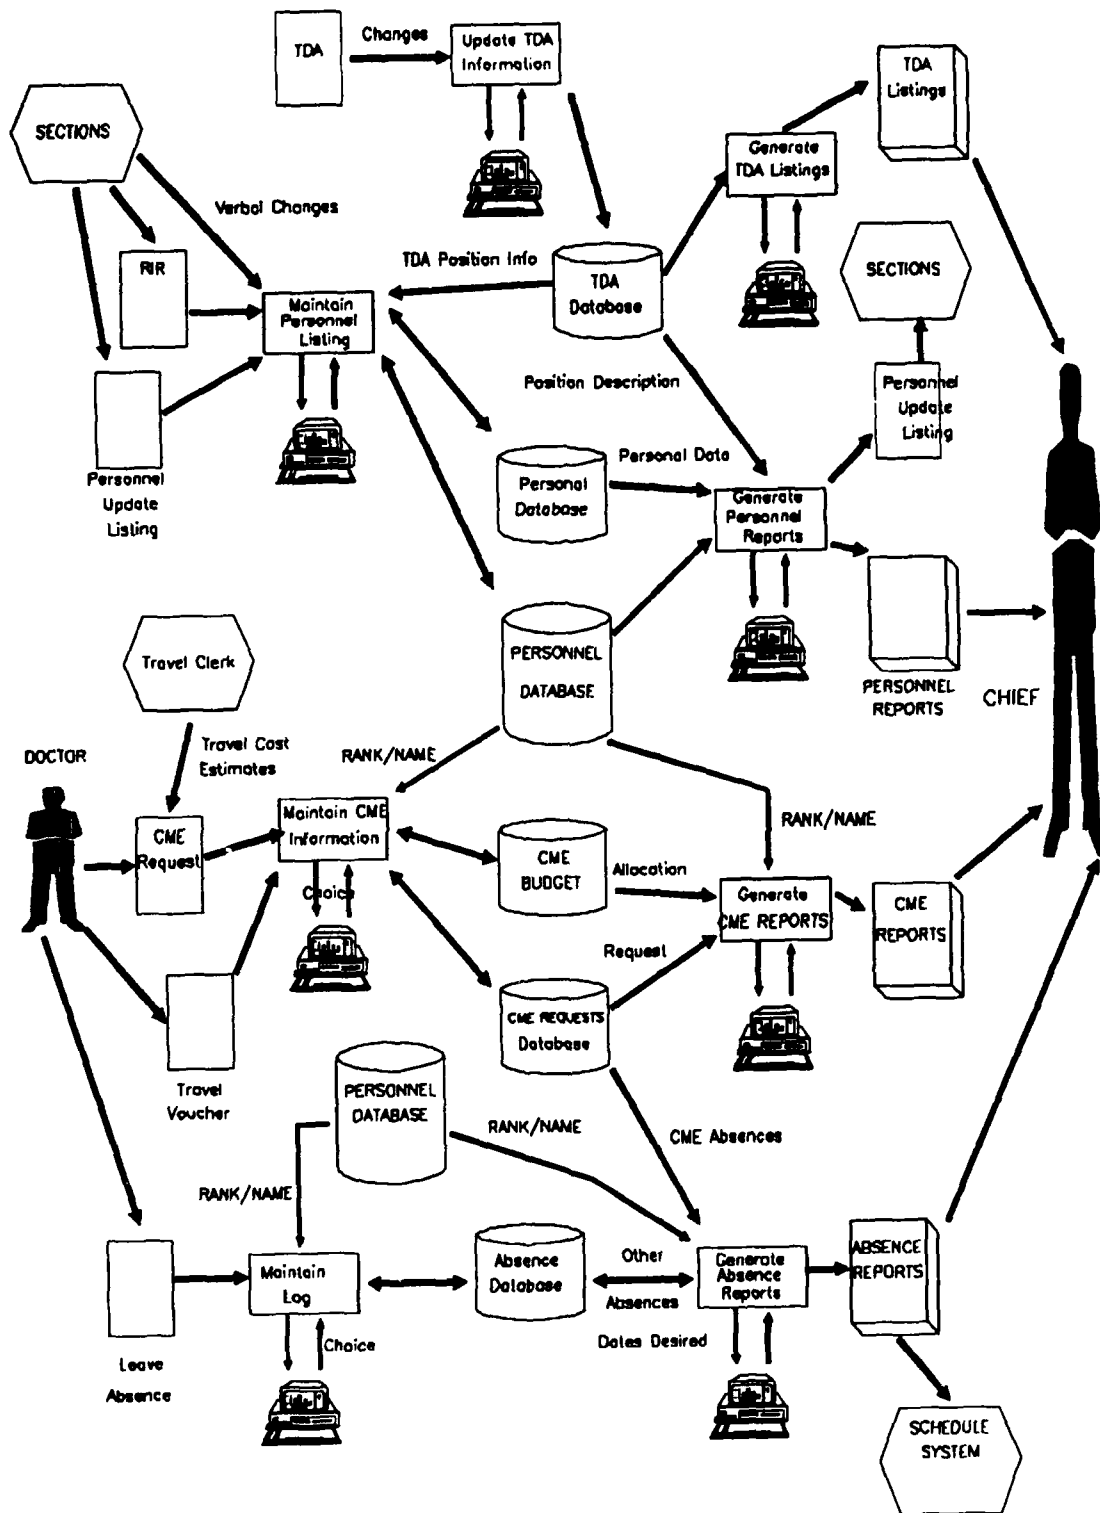 TDA
Changes
Update TDA
Information
TDA
Listings
SECTIONS
Generate
TDA Listings
Verbal Changes
RIR
TDA Position Info
TDA
Database
SECTIONS
Maintain
Personnel
Listing
Position Description
Personnel
Update
Listing
Personnel
Update
Listing
Personal Data
Personal
Database
Generate
Personnel
Reports
PERSONNEL
DATABASE
Travel Clerk
PERSONNEL
REPORTS
CHIEF
DOCTOR
Travel Cost
Estimates
RANK/NAME
CME
Request
Maintain CME
Information
RANK/NAME
CME
BUDGET
Allocation
Choice
Generate
CME REPORTS
CME
REPORTS
Request
CME REQUESTS
Database
Travel
Voucher
PERSONNEL
DATABASE
RANK/NAME
CME Absences
RANK/NAME
Maintain
Log
Absence
Database
Other
Absences
Generate
Absence
Reports
ABSENCE
REPORTS
Dates Desired
Choice
Leave
Absence
SCHEDULE
SYSTEM